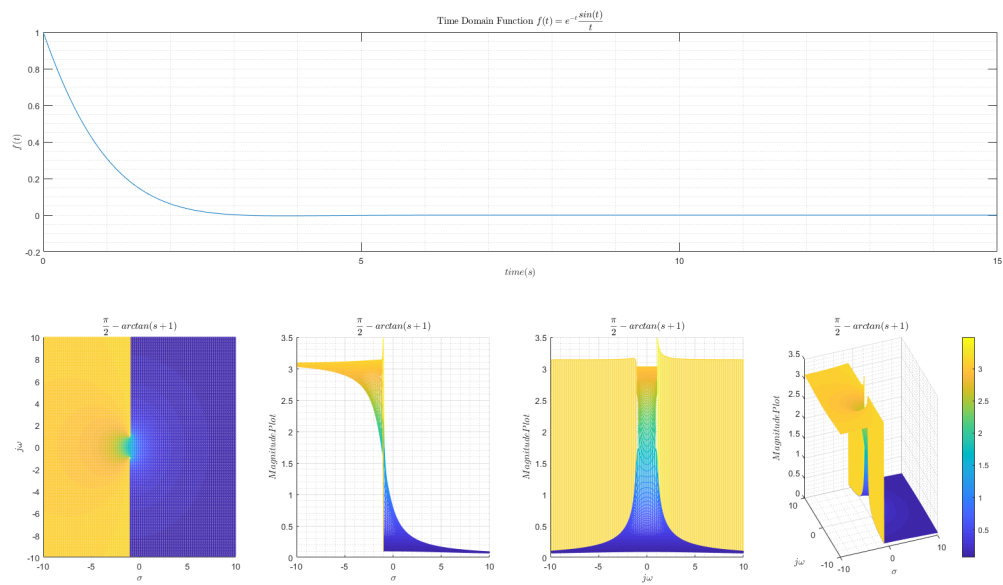 Time Domain Function f(t) = e^{-t} \frac{sin(t)}{t}
1
0.8
0.6
0.4
0.2
0
-0.2
f(t)
0 5 10 15
time(s)
\frac{π}{2} - arctan(s+1)
10
8
6
4
2
0
-2
-4
-6
-8
-10
jω
-10 -5 0 5 10
σ
\frac{π}{2} - arctan(s+1)
3.5
3
2.5
2
1.5
1
0.5
0
MagnitudePlot
-10 -5 0 5 10
σ
\frac{π}{2} - arctan(s+1)
3.5
3
2.5
2
1.5
1
0.5
0
MagnitudePlot
-10 -5 0 5 10
jω
\frac{π}{2} - arctan(s+1)
3.5
3
2.5
2
1.5
1
0.5
0
MagnitudePlot
10
0
-10
jω
-10 0 10
σ
3
2.5
2
1.5
1
0.5